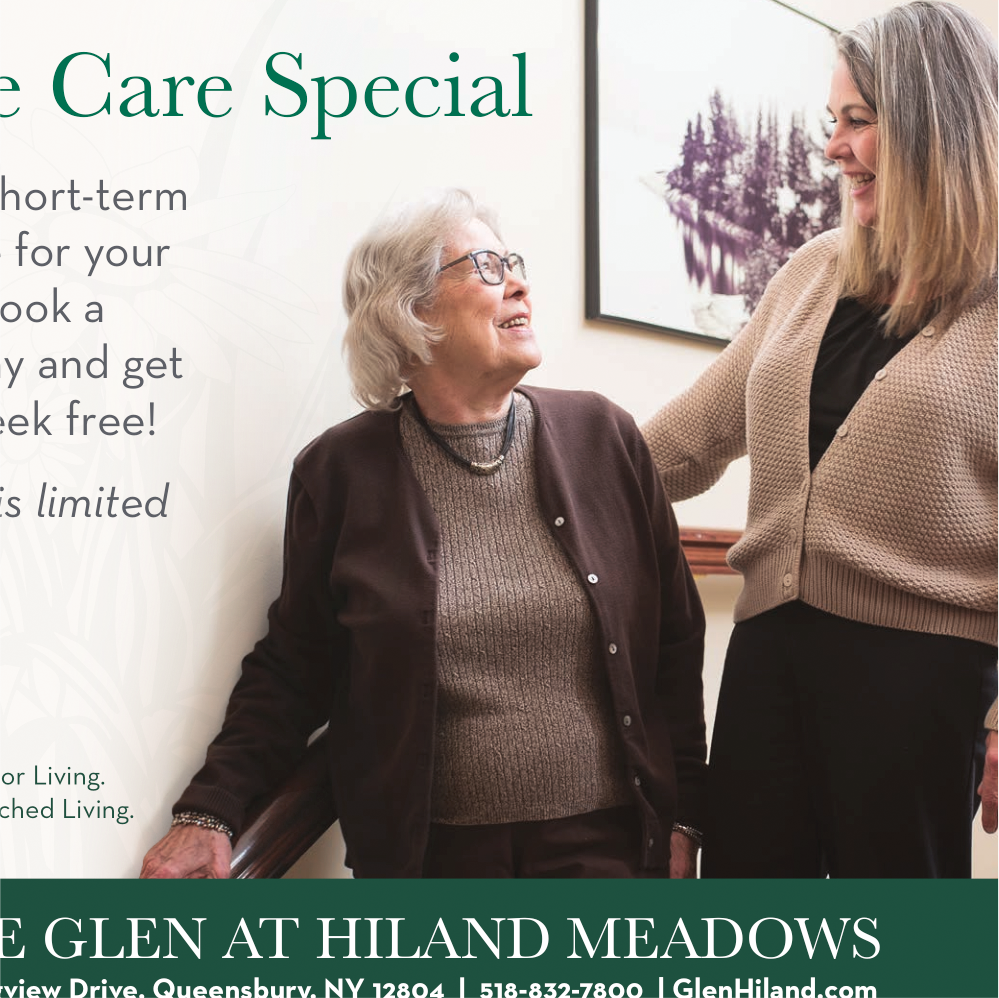 e Care Special
hort-term
for your
ook a
y and get
eek free!
is limited
or Living.
ched Living.
E GLEN AT HILAND MEADOWS
view Drive, Queensbury, NY 12804 | 518-832-7800 | GlenHiland.com